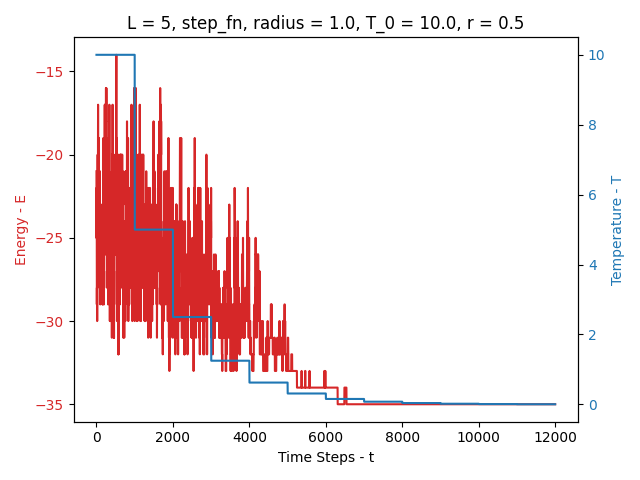 L = 5, step_fn, radius = 1.0, T_0 = 10.0, r = 0.5
Energy - E
−15
−20
−25
−30
−35
10
8
6
4
2
0
Temperature - T
0 2000 4000 6000 8000 10000 12000
Time Steps - t